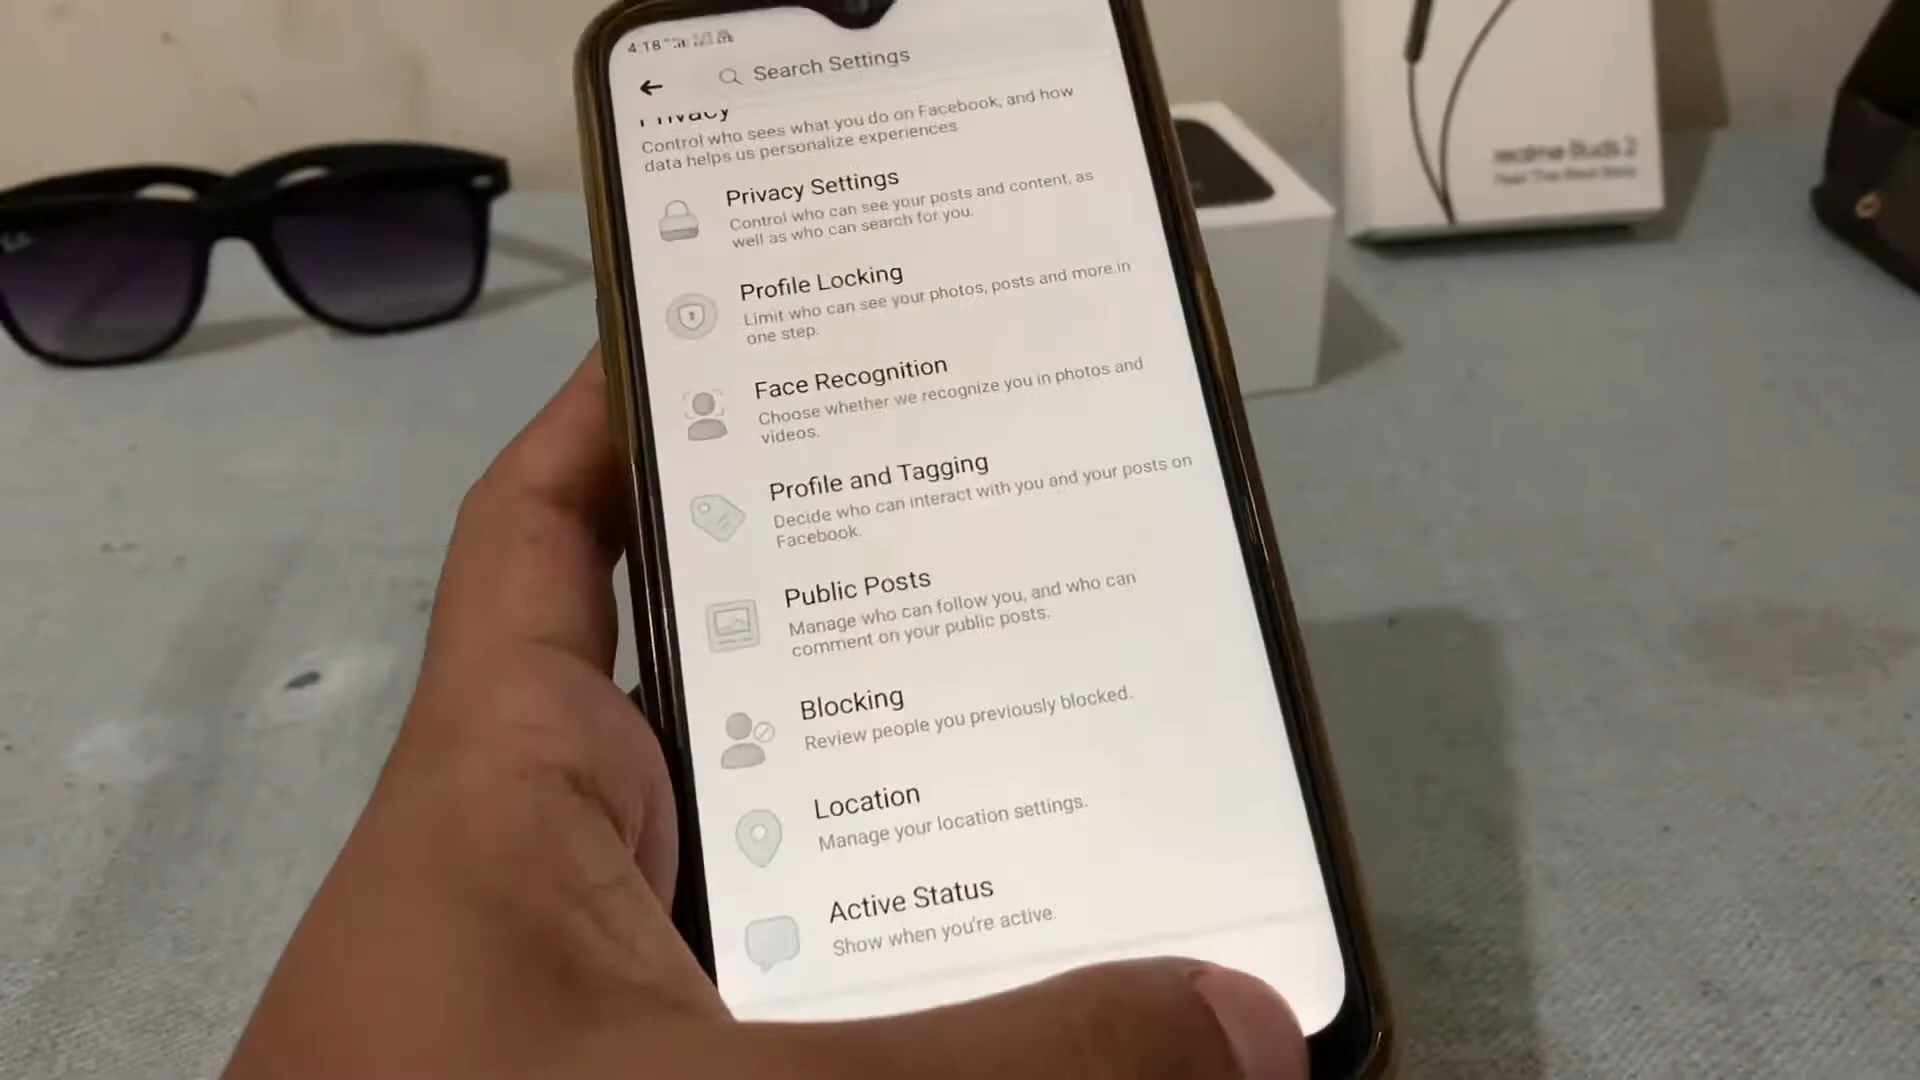 4:18
Search Settings
Privacy
Control who sees what you do on Facebook, and how
data helps us personalize experiences.
Privacy Settings
Control who can see your posts and content, as
well as who can search for you.
Profile Locking
Limit who can see your photos, posts and more in
one step.
Face Recognition
Choose whether we recognize you in photos and
videos.
Profile and Tagging
Decide who can interact with you and your posts on
Facebook.
Public Posts
Manage who can follow you, and who can
comment on your public posts.
Blocking
Review people you previously blocked.
Location
Manage your location settings.
Active Status
Show when you're active.
realme Buds 2